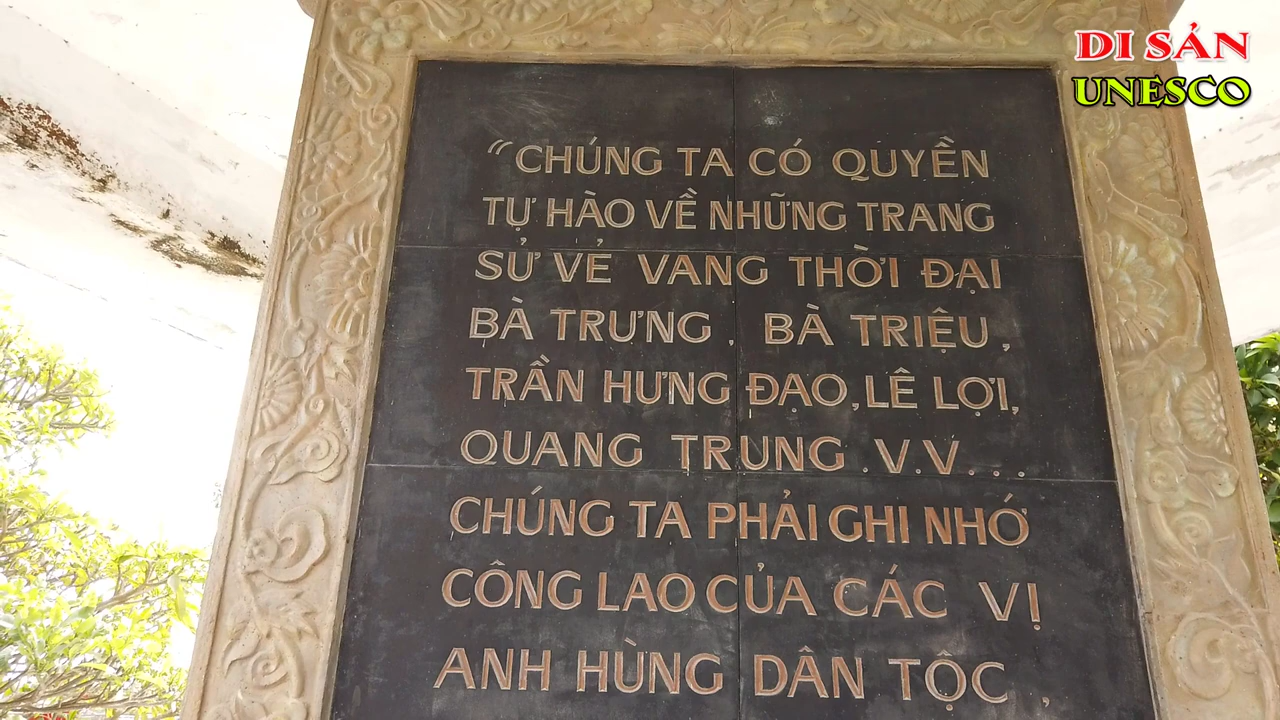 DI SẢN
UNESCO
“CHÚNG TA CÓ QUYỀN
TỰ HÀO VỀ NHỮNG TRANG
SỬ VẺ VANG THỜI ĐẠI
BÀ TRƯNG, BÀ TRIỆU,
TRẦN HƯNG ĐẠO, LÊ LỢI,
QUANG TRUNG.V.V...
CHÚNG TA PHẢI GHI NHỚ
CÔNG LAO CỦA CÁC VỊ
ANH HÙNG DÂN TỘC,